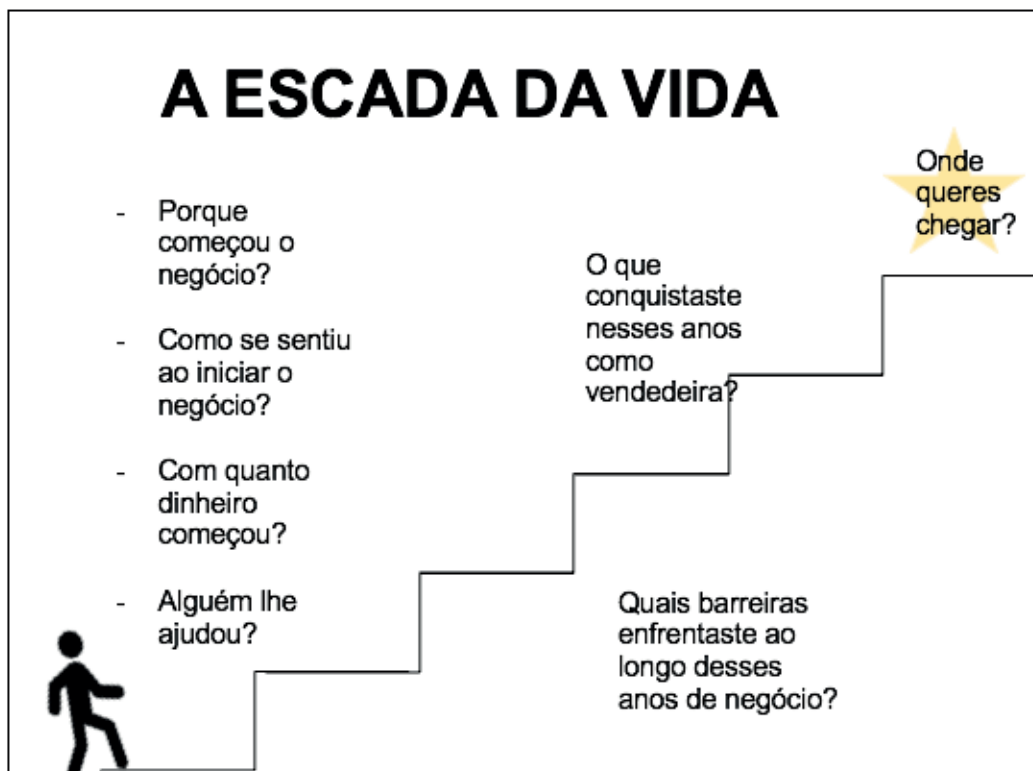 A ESCADA DA VIDA
- Porque
começou o
negócio?
- Como se sentiu
ao iniciar o
negócio?
- Com quanto
dinheiro
começou?
- Alguém lhe
ajudou?
O que
conquistaste
nesses anos
como
vendedeira?
Onde
queres
chegar?
Quais barreiras
enfrentaste ao
longo desses
anos de negócio?